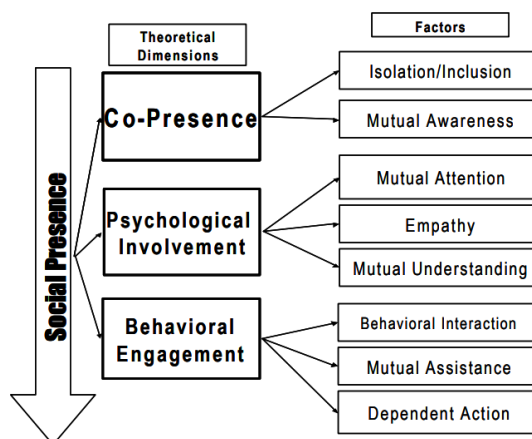 Theoretical
Dimensions
Factors
Social Presence
Co-Presence
Isolation/Inclusion
Mutual Awareness
Psychological
Involvement
Mutual Attention
Empathy
Mutual Understanding
Behavioral
Engagement
Behavioral Interaction
Mutual Assistance
Dependent Action